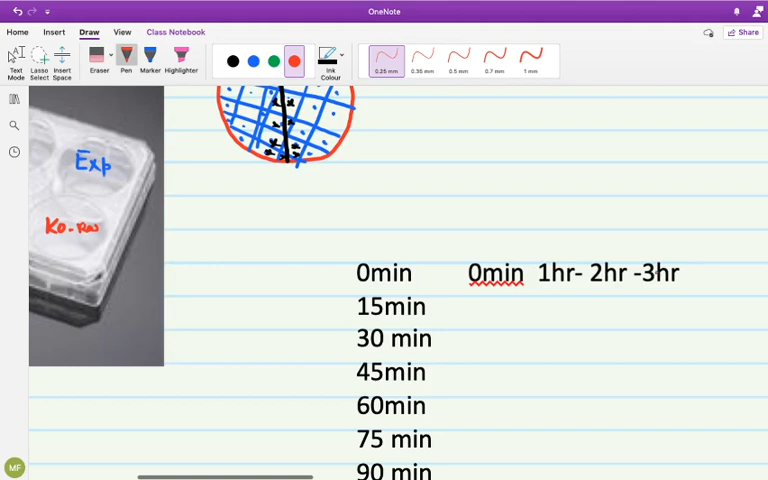 OneNote
Home Insert Draw View Class Notebook
Share
Text Mode
Lasso Select
Insert Space
Eraser
Pen
Marker
Highlighter
Ink Colour
0.25 mm 0.35 mm 0.5 mm 0.7 mm 1 mm
Exp
0min 0min 1hr- 2hr -3hr
15min
30 min
45min
60min
75 min
90 min
MF